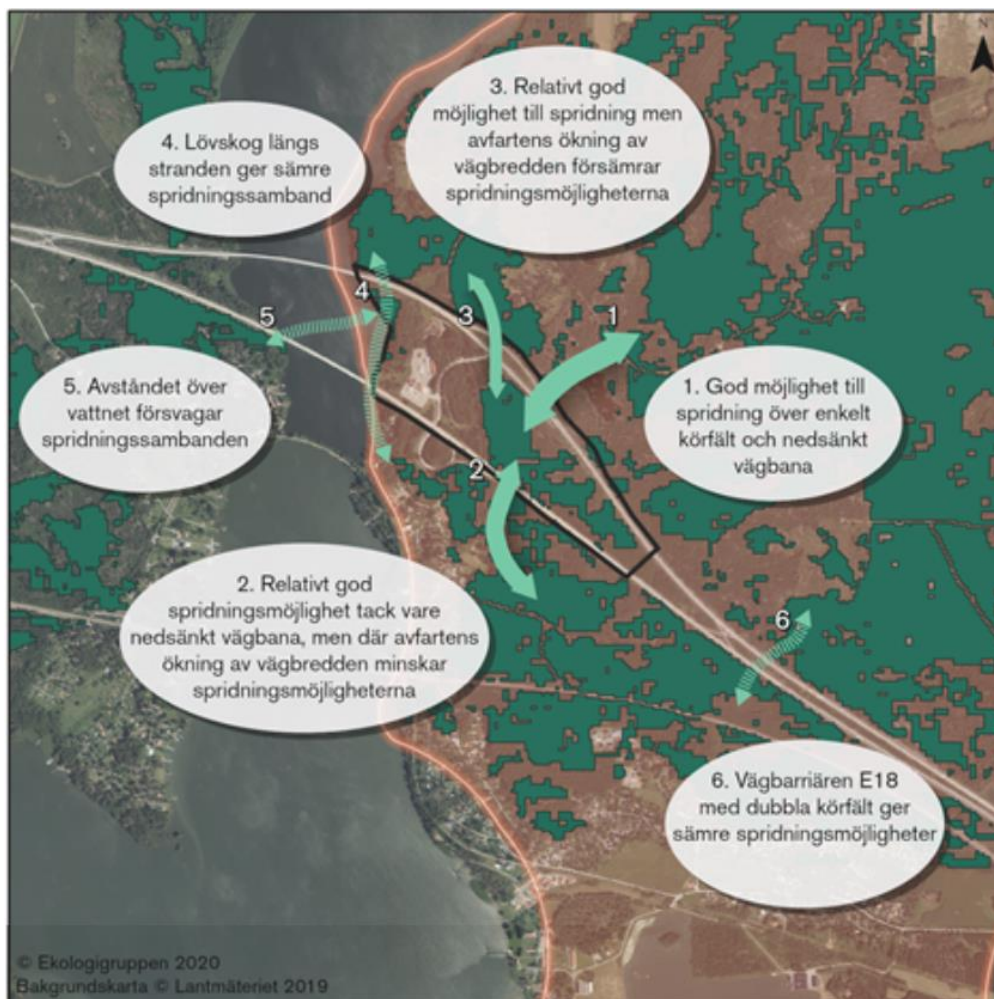 N
3. Relativt god
möjlighet till spridning men
avfartens ökning av
vägbredden försämrar
spridningsmöjligheterna
4. Lövskog längs
stranden ger sämre
spridningssamband
4
5
3
1
5. Avståndet över
vattnet försvagar
spridningssambanden
1. God möjlighet till
spridning över enkelt
körfält och nedsänkt
vägbana
2
2. Relativt god
spridningsmöjlighet tack vare
nedsänkt vägbana, men där avfartens
ökning av vägbredden minskar
spridningsmöjligheterna
6
6. Vägbarriären E18
med dubbla körfält ger
sämre spridningsmöjligheter
© Ekologigruppen 2020
Bakgrundskarta © Lantmäteriet 2019